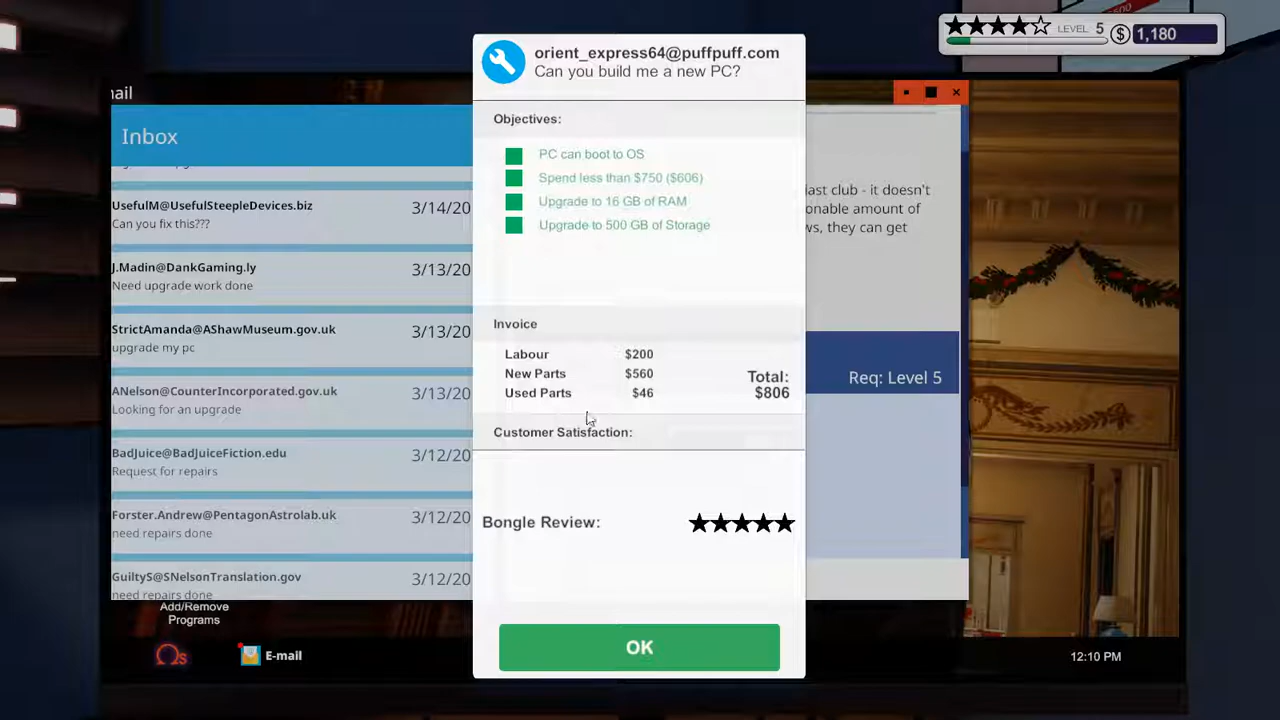 500
LEVEL 5
$ 1,180
orient_express64@puffpuff.com
Can you build me a new PC?
Objectives:
PC can boot to OS
Spend less than $750 ($606)
Upgrade to 16 GB of RAM
Upgrade to 500 GB of Storage
Invoice
Labour $200
New Parts $560
Used Parts $46
Total:
$806
Customer Satisfaction:
Bongle Review:
OK
ail
Inbox
UsefulM@UsefulSteepleDevices.biz 3/14/20
Can you fix this???
J.Madin@DankGaming.ly 3/13/20
Need upgrade work done
StrictAmanda@AShawMuseum.gov.uk 3/13/20
upgrade my pc
ANelson@CounterIncorporated.gov.uk 3/13/20
Looking for an upgrade
BadJuice@BadJuiceFiction.edu 3/12/20
Request for repairs
Forster.Andrew@PentagonAstrolab.uk 3/12/20
need repairs done
GuiltyS@SNelsonTranslation.gov 3/12/20
need repairs done
iast club - it doesn't
onable amount of
ws, they can get
Req: Level 5
Add/Remove
Programs
Ωs
E-mail
12:10 PM